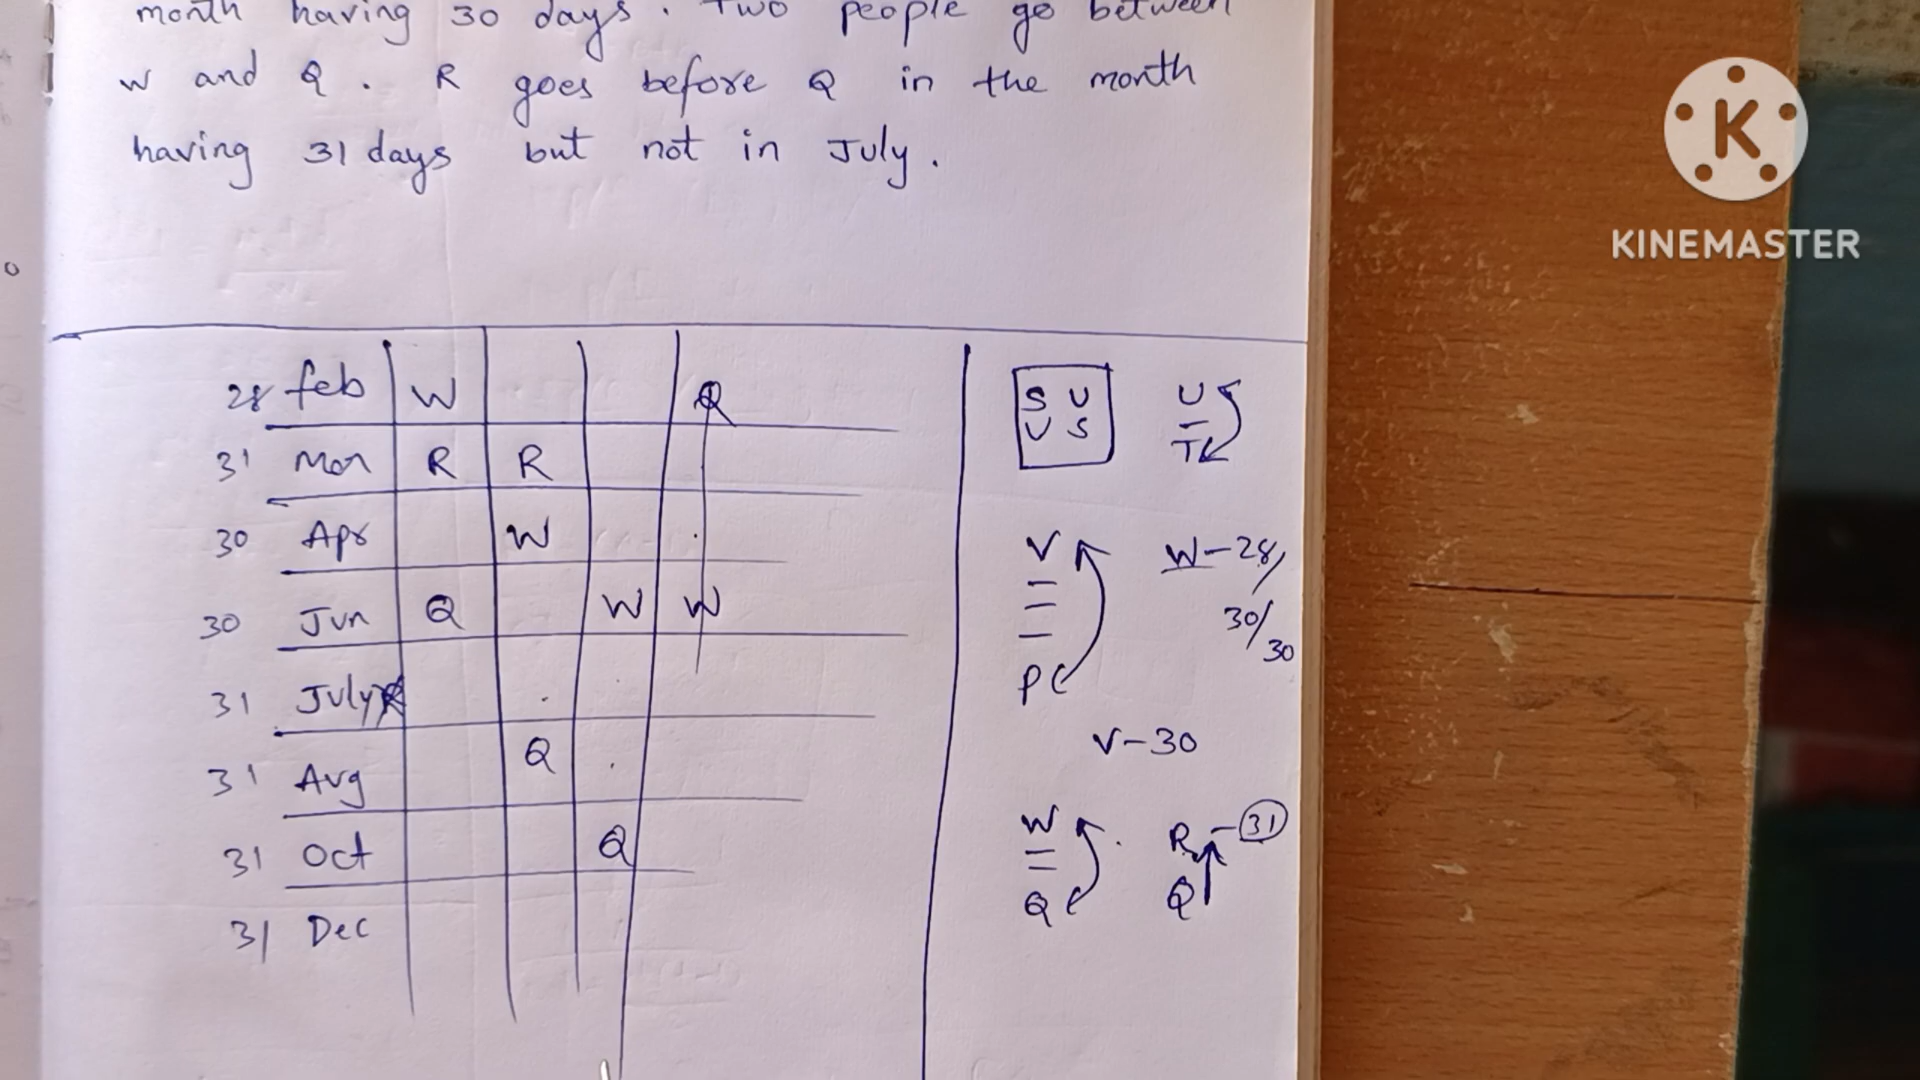 month having 30 days. Two people go between
W and Q. R goes before Q in the month
having 31 days but not in July.
K
KINEMASTER
28 feb W Q
31 Mar R R
30 Apr W
30 Jun Q W W
31 July
31 Avg Q
31 Oct Q
31 Dec
S U
U S
U
T
V
P
W-28/
30/
30
V-30
W
Q
R-31
Q